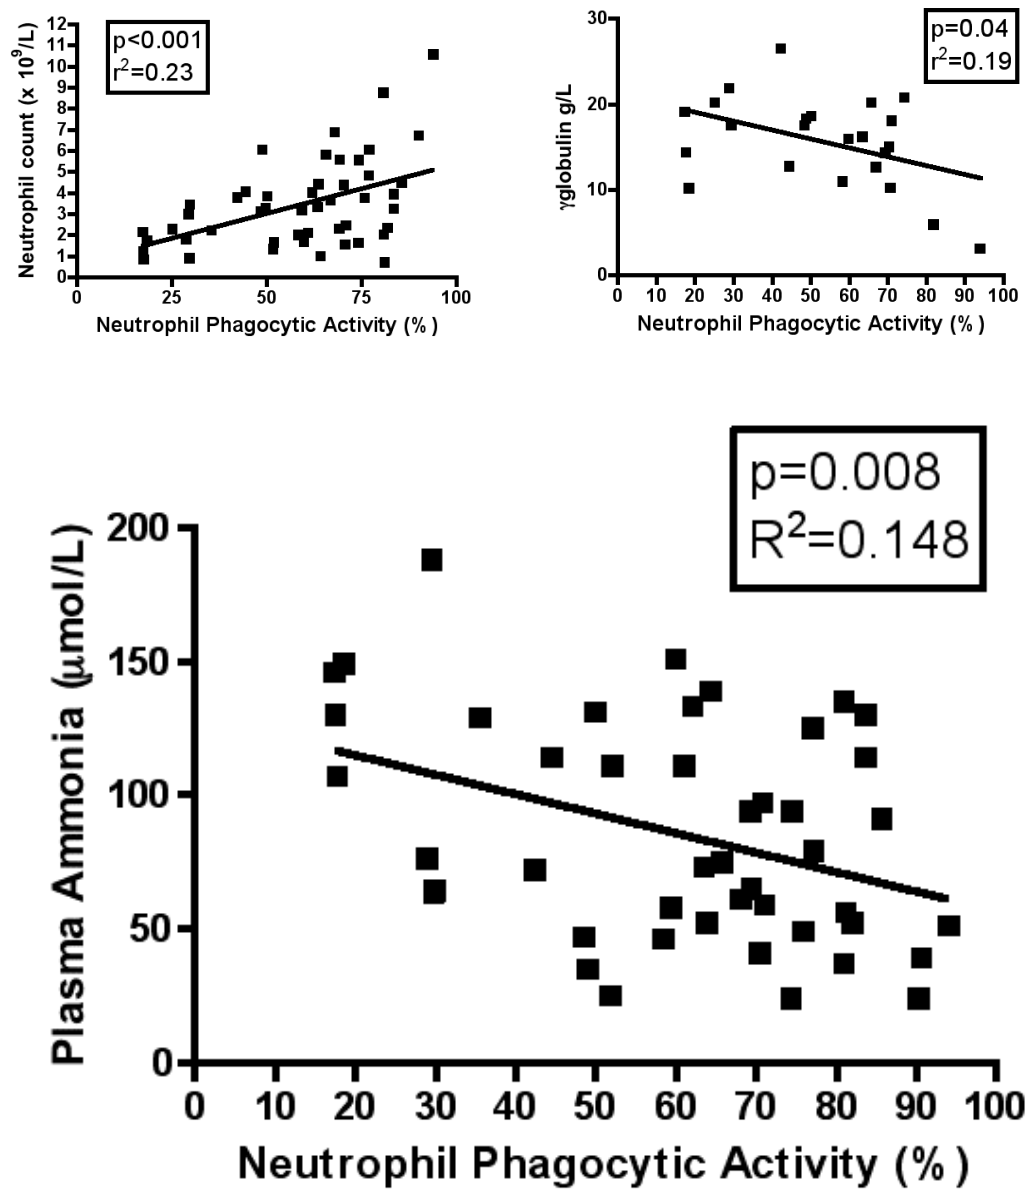 p<0.001
r²=0.23
Neutrophil count (x 10⁹/L)
12
11
10
9
8
7
6
5
4
3
2
1
0
0 25 50 75 100
Neutrophil Phagocytic Activity (%)
p=0.04
r²=0.19
γglobulin g/L
30
20
10
0
0 10 20 30 40 50 60 70 80 90 100
Neutrophil Phagocytic Activity (%)
p=0.008
R²=0.148
Plasma Ammonia (μmol/L)
200
150
100
50
0
0 10 20 30 40 50 60 70 80 90 100
Neutrophil Phagocytic Activity (%)